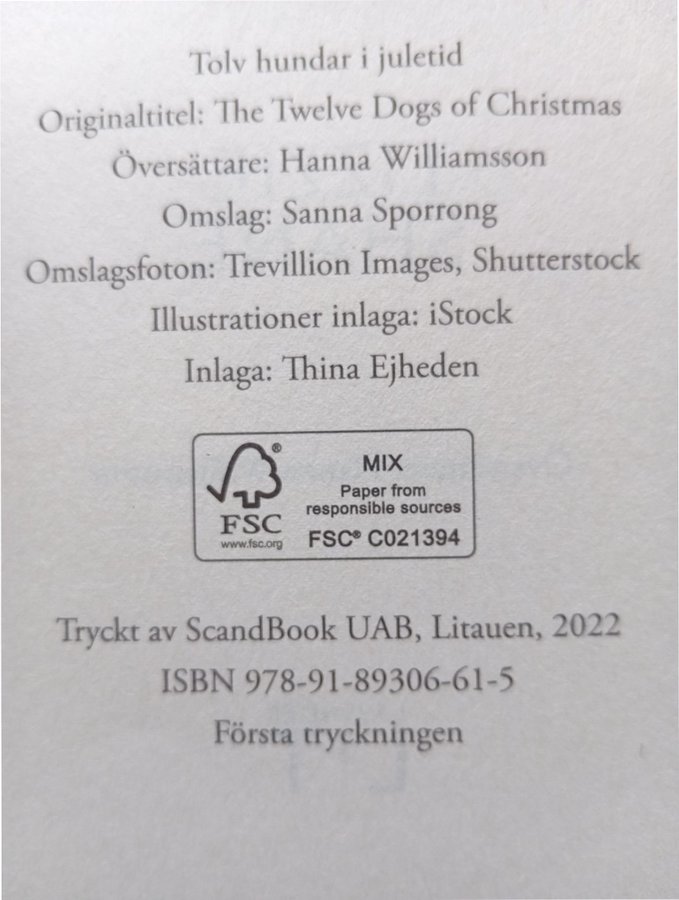 Tolv hundar i juletid
Originaltitel: The Twelve Dogs of Christmas
Översättare: Hanna Williamsson
Omslag: Sanna Sporrong
Omslagsfoton: Trevillion Images, Shutterstock
Illustrationer inlaga: iStock
Inlaga: Thina Ejheden
®
FSC
www.fsc.org
MIX
Paper from
responsible sources
FSC® C021394
Tryckt av ScandBook UAB, Litauen, 2022
ISBN 978-91-89306-61-5
Första tryckningen